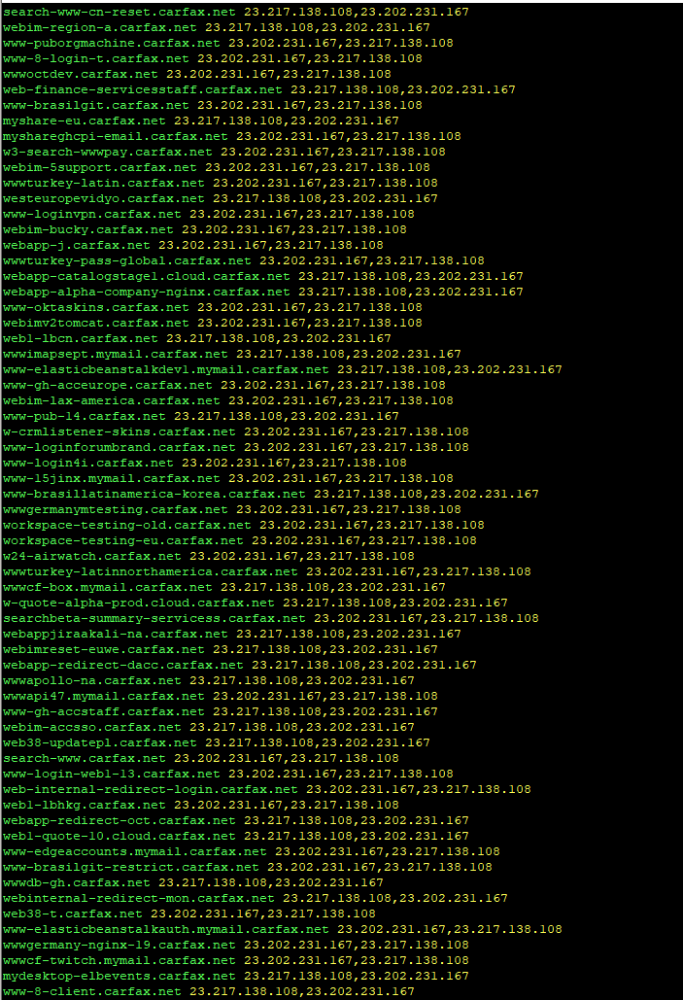 search-www-cn-reset.carfax.net 23.217.138.108,23.202.231.167
webim-region-a.carfax.net 23.217.138.108,23.202.231.167
www-puborgmachine.carfax.net 23.202.231.167,23.217.138.108
www-8-login-t.carfax.net 23.202.231.167,23.217.138.108
wwwoctdev.carfax.net 23.202.231.167,23.217.138.108
web-finance-servicesstaff.carfax.net 23.217.138.108,23.202.231.167
www-brasilgit.carfax.net 23.202.231.167,23.217.138.108
myshare-eu.carfax.net 23.217.138.108,23.202.231.167
myshareghcpi-email.carfax.net 23.202.231.167,23.217.138.108
w3-search-wwwpay.carfax.net 23.202.231.167,23.217.138.108
webim-5support.carfax.net 23.202.231.167,23.217.138.108
wwwturkey-latin.carfax.net 23.202.231.167,23.217.138.108
westeuropevidyo.carfax.net 23.217.138.108,23.202.231.167
www-loginvpn.carfax.net 23.202.231.167,23.217.138.108
webim-bucky.carfax.net 23.202.231.167,23.217.138.108
webapp-j.carfax.net 23.202.231.167,23.217.138.108
wwwturkey-pass-global.carfax.net 23.202.231.167,23.217.138.108
webapp-catalogstage1.cloud.carfax.net 23.217.138.108,23.202.231.167
webapp-alpha-company-nginx.carfax.net 23.217.138.108,23.202.231.167
www-oktaskins.carfax.net 23.202.231.167,23.217.138.108
webimv2tomcat.carfax.net 23.202.231.167,23.217.138.108
web1-lbcn.carfax.net 23.217.138.108,23.202.231.167
wwwimapsept.mymail.carfax.net 23.217.138.108,23.202.231.167
www-elasticbeanstalkdev1.mymail.carfax.net 23.217.138.108,23.202.231.167
www-gh-acceurope.carfax.net 23.202.231.167,23.217.138.108
webim-lax-america.carfax.net 23.202.231.167,23.217.138.108
www-pub-14.carfax.net 23.217.138.108,23.202.231.167
w-crmlistener-skins.carfax.net 23.202.231.167,23.217.138.108
www-loginforumbrand.carfax.net 23.202.231.167,23.217.138.108
www-login4i.carfax.net 23.202.231.167,23.217.138.108
www-15jinx.mymail.carfax.net 23.202.231.167,23.217.138.108
www-brasillatinamerica-korea.carfax.net 23.217.138.108,23.202.231.167
wwwgermanymtesting.carfax.net 23.202.231.167,23.217.138.108
workspace-testing-old.carfax.net 23.202.231.167,23.217.138.108
workspace-testing-eu.carfax.net 23.202.231.167,23.217.138.108
w24-airwatch.carfax.net 23.202.231.167,23.217.138.108
wwwturkey-latinnorthamerica.carfax.net 23.202.231.167,23.217.138.108
wwwcf-box.mymail.carfax.net 23.217.138.108,23.202.231.167
w-quote-alpha-prod.cloud.carfax.net 23.217.138.108,23.202.231.167
searchbeta-summary-servicess.carfax.net 23.202.231.167,23.217.138.108
webappjiraakali-na.carfax.net 23.217.138.108,23.202.231.167
webimreset-euwe.carfax.net 23.217.138.108,23.202.231.167
webapp-redirect-dacc.carfax.net 23.217.138.108,23.202.231.167
wwwapollo-na.carfax.net 23.217.138.108,23.202.231.167
wwwapi47.mymail.carfax.net 23.202.231.167,23.217.138.108
www-gh-accstaff.carfax.net 23.202.231.167,23.217.138.108
webim-accsso.carfax.net 23.217.138.108,23.202.231.167
web38-updatepl.carfax.net 23.217.138.108,23.202.231.167
search-www.carfax.net 23.202.231.167,23.217.138.108
www-login-web1-13.carfax.net 23.202.231.167,23.217.138.108
web-internal-redirect-login.carfax.net 23.202.231.167,23.217.138.108
web1-lbhkg.carfax.net 23.202.231.167,23.217.138.108
webapp-redirect-oct.carfax.net 23.217.138.108,23.202.231.167
web1-quote-10.cloud.carfax.net 23.217.138.108,23.202.231.167
www-edgeaccounts.mymail.carfax.net 23.202.231.167,23.217.138.108
www-brasilgit-restrict.carfax.net 23.202.231.167,23.217.138.108
wwwdb-gh.carfax.net 23.217.138.108,23.202.231.167
webinternal-redirect-mon.carfax.net 23.217.138.108,23.202.231.167
web38-t.carfax.net 23.202.231.167,23.217.138.108
www-elasticbeanstalkauth.mymail.carfax.net 23.202.231.167,23.217.138.108
wwwgermany-nginx-19.carfax.net 23.202.231.167,23.217.138.108
wwwcf-twitch.mymail.carfax.net 23.202.231.167,23.217.138.108
mydesktop-elbevents.carfax.net 23.217.138.108,23.202.231.167
www-8-client.carfax.net 23.217.138.108,23.202.231.167